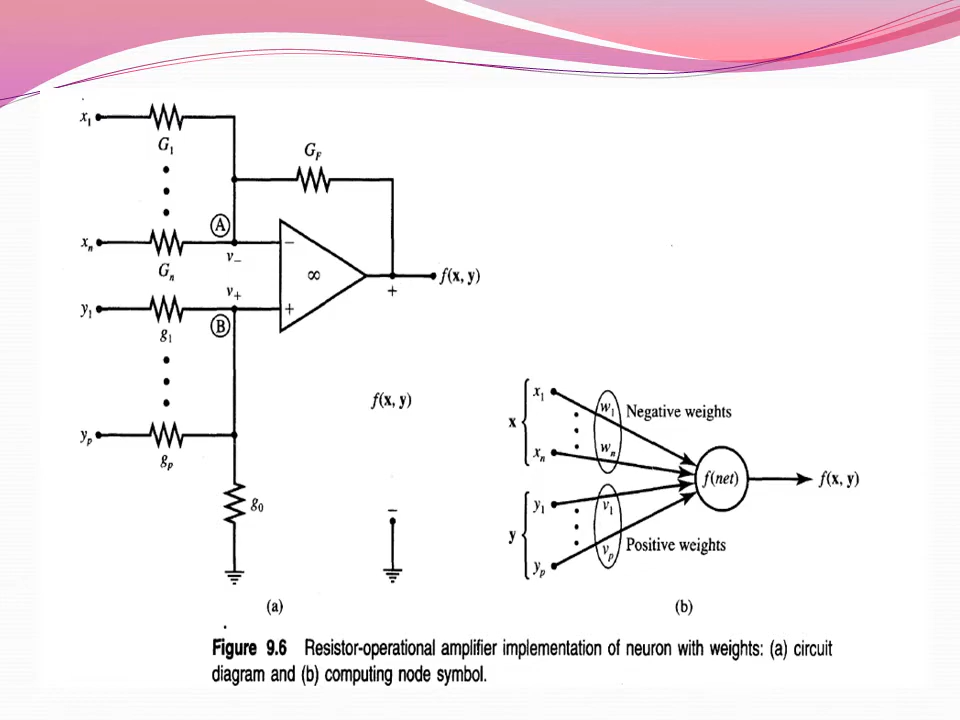 x₁
G₁
G_F
A
xₙ
v₋
−
Gₙ
∞
f(x, y)
v₊
+
y₁
+
B
g₁
f(x, y)
yₚ
gₚ
g₀
−
(a)
x₁
w₁
Negative weights
x
xₙ
wₙ
f(net)
f(x, y)
y₁
v₁
y
vₚ
Positive weights
yₚ
(b)
Figure 9.6 Resistor-operational amplifier implementation of neuron with weights: (a) circuit
diagram and (b) computing node symbol.